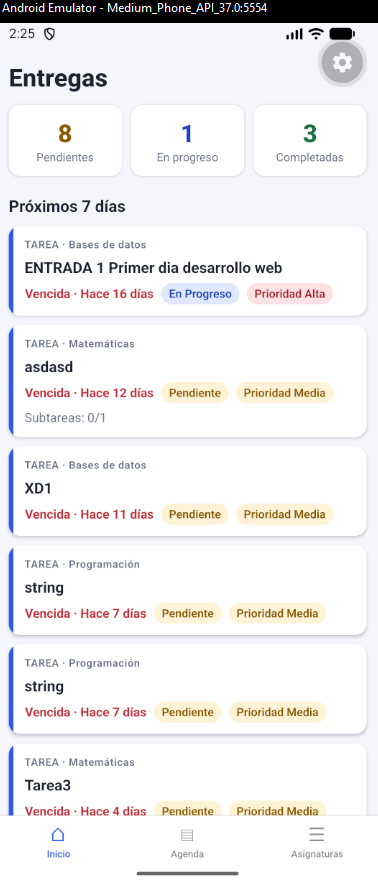 Android Emulator - Medium_Phone_API_37.0:5554
2:25
Entregas
8
Pendientes
1
En progreso
3
Completadas
Próximos 7 días
TAREA · Bases de datos
ENTRADA 1 Primer dia desarrollo web
Vencida · Hace 16 días En Progreso Prioridad Alta
TAREA · Matemáticas
asdasd
Vencida · Hace 12 días Pendiente Prioridad Media
Subtareas: 0/1
TAREA · Bases de datos
XD1
Vencida · Hace 11 días Pendiente Prioridad Media
TAREA · Programación
string
Vencida · Hace 7 días Pendiente Prioridad Media
TAREA · Programación
string
Vencida · Hace 7 días Pendiente Prioridad Media
TAREA · Matemáticas
Tarea3
Vencida · Hace 4 días Pendiente Prioridad Media
Inicio Agenda Asignaturas